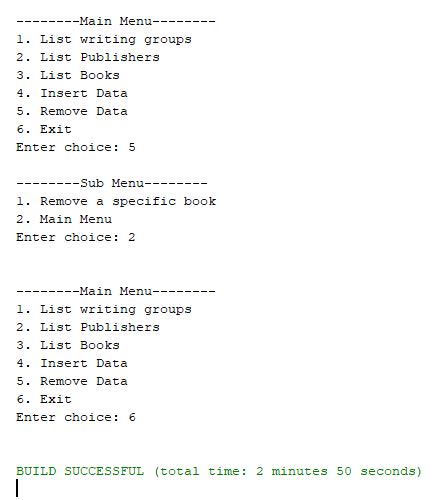 --------Main Menu--------
1. List writing groups
2. List Publishers
3. List Books
4. Insert Data
5. Remove Data
6. Exit
Enter choice: 5
--------Sub Menu--------
1. Remove a specific book
2. Main Menu
Enter choice: 2
--------Main Menu--------
1. List writing groups
2. List Publishers
3. List Books
4. Insert Data
5. Remove Data
6. Exit
Enter choice: 6
BUILD SUCCESSFUL (total time: 2 minutes 50 seconds)